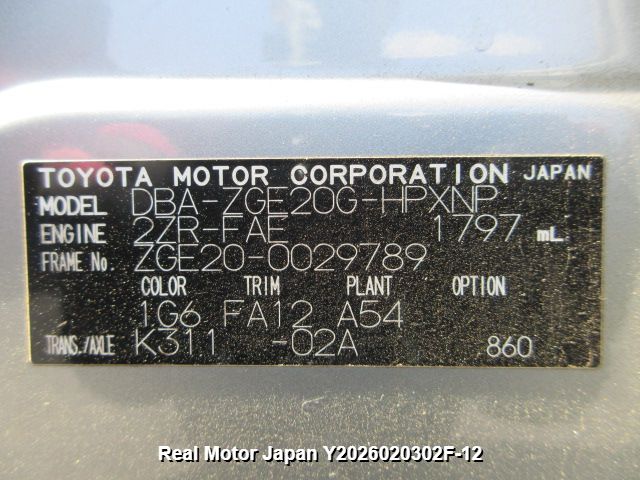 TOYOTA MOTOR CORPORATION JAPAN
MODEL DBA-ZGE20G-HPXNP
ENGINE 2ZR-FAE 1797 mL
FRAME No. ZGE20-0029789
COLOR TRIM PLANT OPTION
1G6 FA12 A54
TRANS./AXLE K311 -02A 860
Real Motor Japan Y2026020302F-12